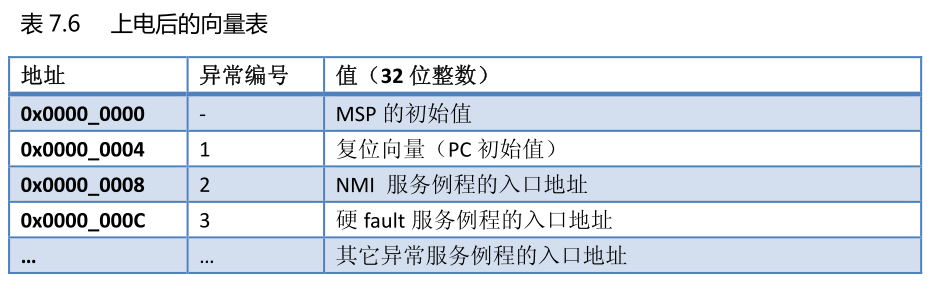 表 7.6 上电后的向量表
地址 异常编号 值（32 位整数）
0x0000_0000 - MSP 的初始值
0x0000_0004 1 复位向量（PC 初始值）
0x0000_0008 2 NMI 服务例程的入口地址
0x0000_000C 3 硬 fault 服务例程的入口地址
... ... 其它异常服务例程的入口地址